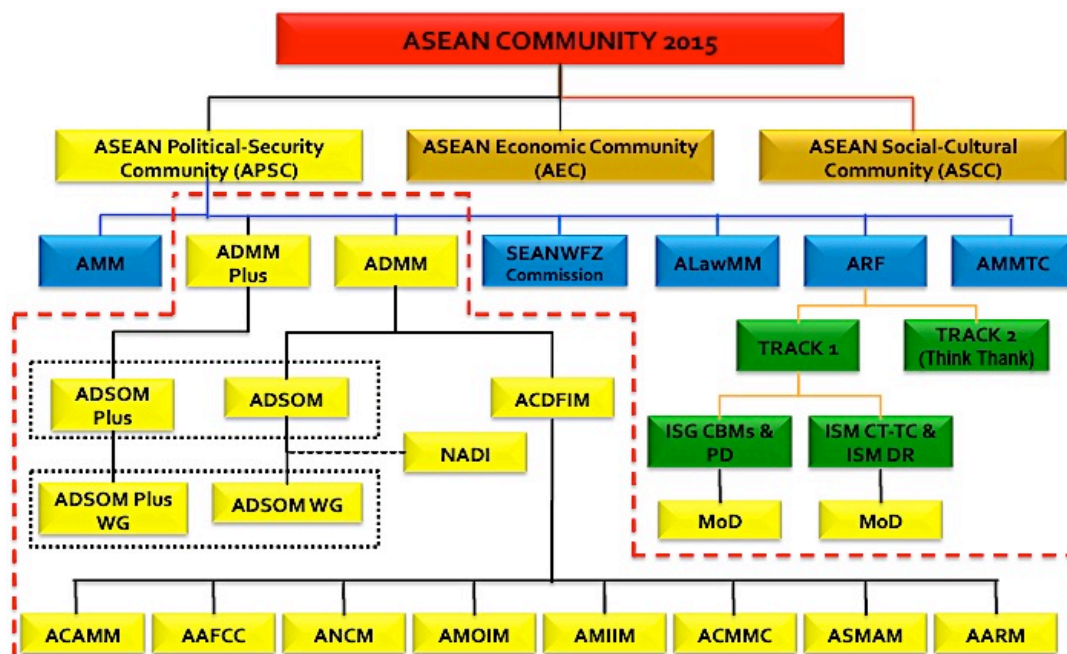 ASEAN COMMUNITY 2015
ASEAN Political-Security
Community (APSC)
ASEAN Economic Community
(AEC)
ASEAN Social-Cultural
Community (ASCC)
AMM
ADMM
Plus
ADMM
SEANWFZ
Commission
ALawMM
ARF
AMMTC
TRACK 1
TRACK 2
(Think Thank)
ADSOM
Plus
ADSOM
ACDFIM
ISG CBMs &
PD
ISM CT-TC &
ISM DR
NADI
ADSOM Plus
WG
ADSOM WG
MoD
MoD
ACAMM
AAFCC
ANCM
AMOIM
AMIIM
ACMMC
ASMAM
AARM